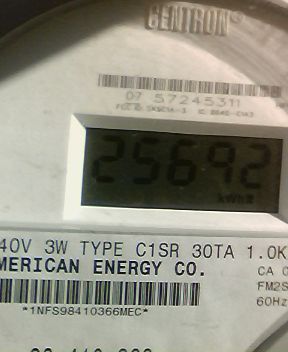 CENTRON®
07 57245311
25692
kWh
40V 3W TYPE C1SR 30TA 1.0K
MERICAN ENERGY CO.
CA 0
FM2S
60Hz
*1NFS98410366MEC*